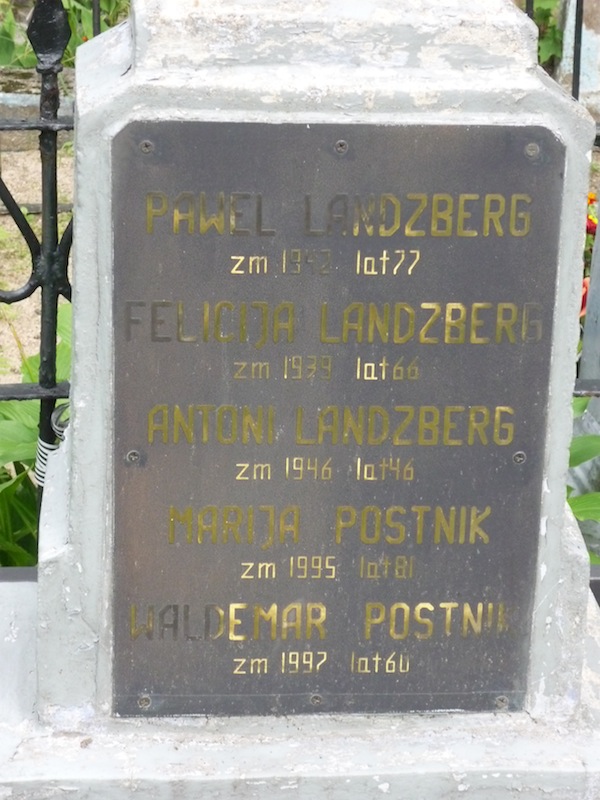 PAWEL LANDZBERG
zm 1942 lat77
FELICIJA LANDZBERG
zm 1939 lat66
ANTONI LANDZBERG
zm 1946 lat46
MARIJA POSTNIK
zm 1995 lat81
WALDEMAR POSTNIK
zm 1997 lat60